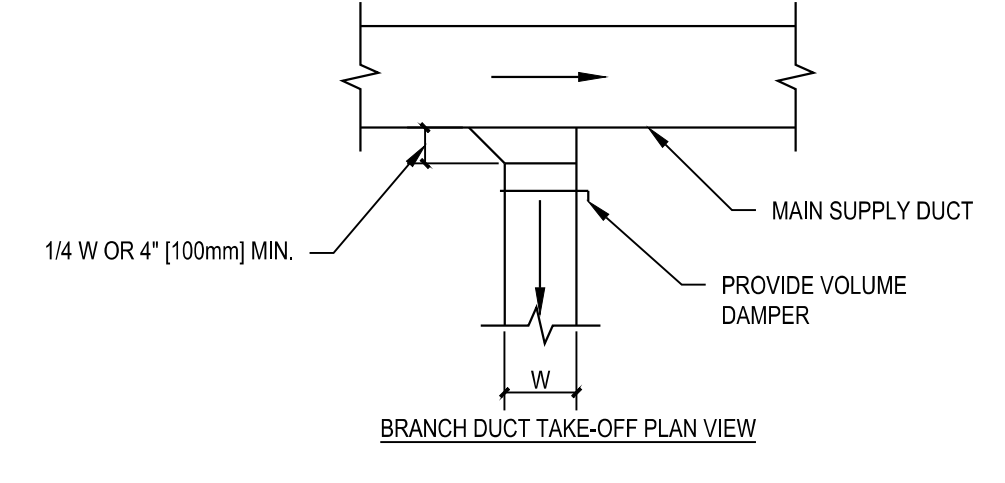 MAIN SUPPLY DUCT
1/4 W OR 4" [100mm] MIN.
PROVIDE VOLUME
DAMPER
W
BRANCH DUCT TAKE-OFF PLAN VIEW